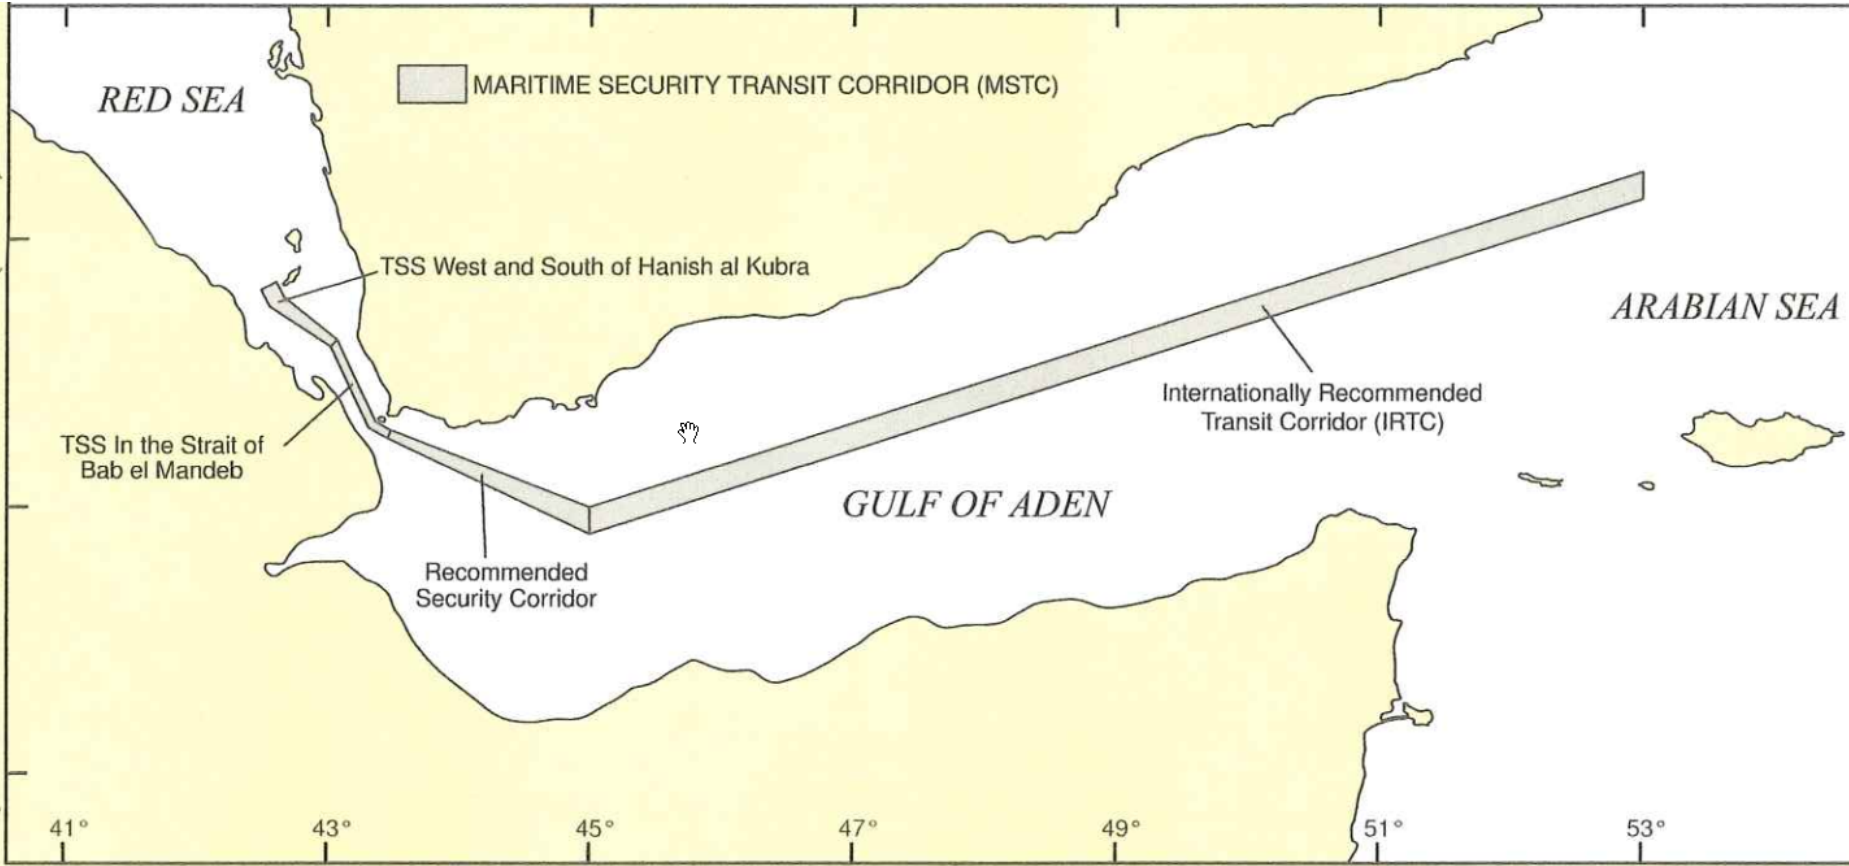 RED SEA
MARITIME SECURITY TRANSIT CORRIDOR (MSTC)
TSS West and South of Hanish al Kubra
ARABIAN SEA
Internationally Recommended
Transit Corridor (IRTC)
TSS In the Strait of
Bab el Mandeb
GULF OF ADEN
Recommended
Security Corridor
41°
43°
45°
47°
49°
51°
53°